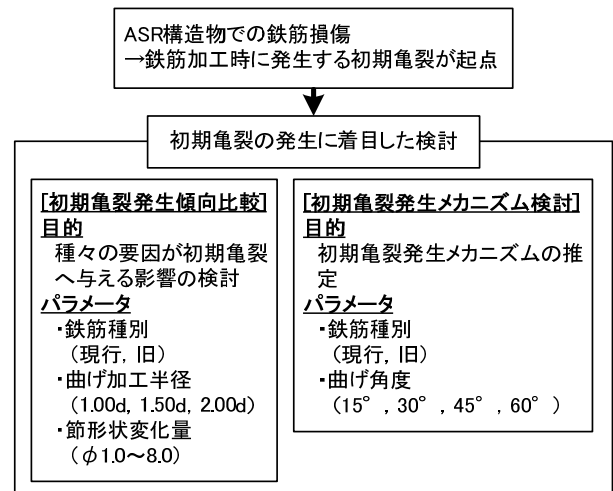 ASR構造物での鉄筋損傷
→鉄筋加工時に発生する初期亀裂が起点
初期亀裂の発生に着目した検討
[初期亀裂発生傾向比較]
目的
種々の要因が初期亀裂
へ与える影響の検討
パラメータ
・鉄筋種別
(現行, 旧)
・曲げ加工半径
(1.00d, 1.50d, 2.00d)
・節形状変化量
(φ1.0~8.0)
[初期亀裂発生メカニズム検討]
目的
初期亀裂発生メカニズムの推
定
パラメータ
・鉄筋種別
(現行, 旧)
・曲げ角度
(15°, 30°, 45°, 60°)